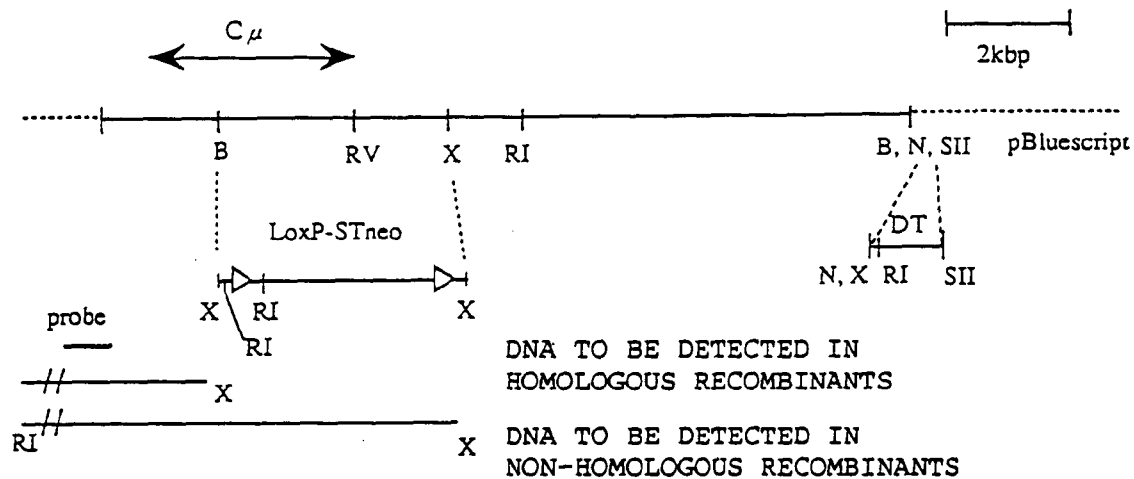 Cμ
2kbp
B
RV
X
RI
B, N, SII
pBluescript
LoxP-STneo
DT
N, X
RI
SII
X
RI
X
RI
probe
X
DNA TO BE DETECTED IN
HOMOLOGOUS RECOMBINANTS
RI
X
DNA TO BE DETECTED IN
NON-HOMOLOGOUS RECOMBINANTS